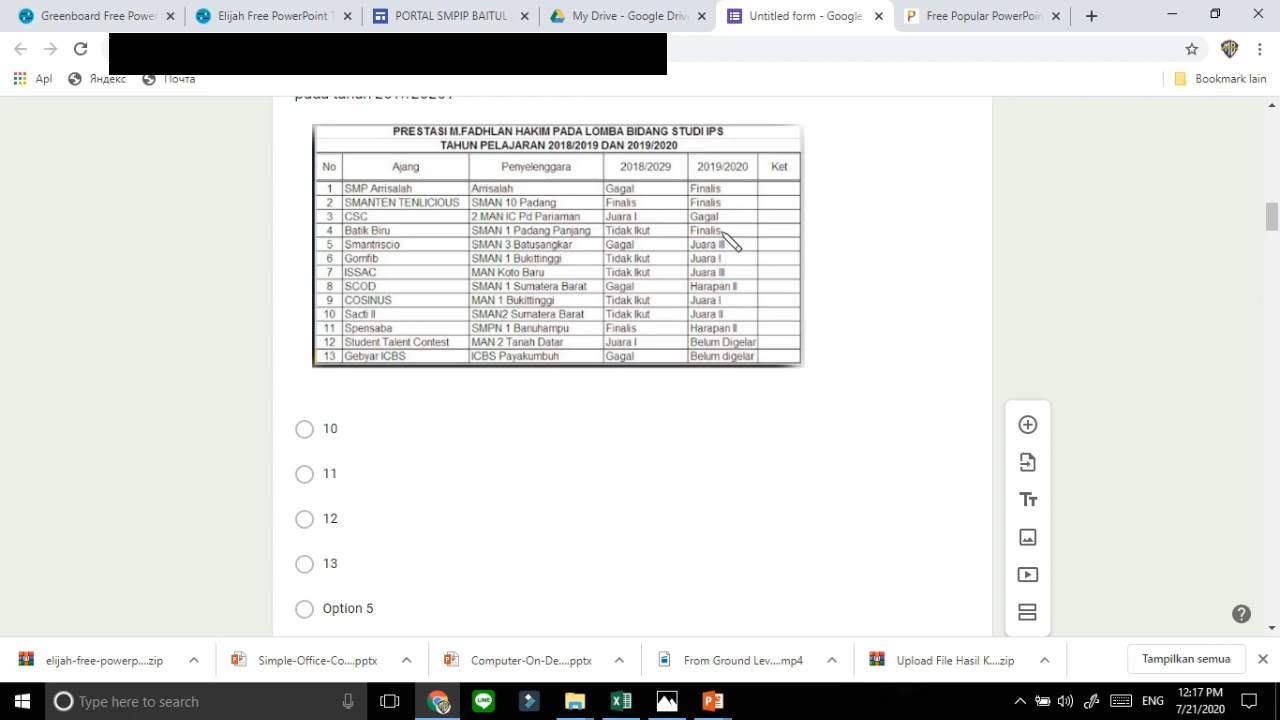 Greenboard Free Power
Elijah Free PowerPoint T
PORTAL SMPIP BAITUL
My Drive - Google Drive
Untitled form - Google
Free Popular PowerPoin
Apl
Яндекс
Почта
Bookmark lain
PRESTASI M.FADHLAN HAKIM PADA LOMBA BIDANG STUDI IPS
TAHUN PELAJARAN 2018/2019 DAN 2019/2020
No Ajang Penyelenggara 2018/2029 2019/2020 Ket
1 SMP Arrisalah Arrisalah Gagal Finalis
2 SMANTEN TENLICIOUS SMAN 10 Padang Finalis Finalis
3 CSC 2 MAN IC Pd Pariaman Juara I Gagal
4 Batik Biru SMAN 1 Padang Panjang Tidak Ikut Finalis
5 Smantriscio SMAN 3 Batusangkar Gagal Juara III
6 Gomfib SMAN 1 Bukittinggi Tidak Ikut Juara I
7 ISSAC MAN Koto Baru Tidak Ikut Juara III
8 SCOD SMAN 1 Sumatera Barat Gagal Harapan II
9 COSINUS MAN 1 Bukittinggi Tidak Ikut Juara I
10 Sacti II SMAN2 Sumatera Barat Tidak Ikut Juara II
11 Spensaba SMPN 1 Banuhampu Finalis Harapan II
12 Student Talent Contest MAN 2 Tanah Datar Juara I Belum Digelar
13 Gebyar ICBS ICBS Payakumbuh Gagal Belum digelar
10
11
12
13
Option 5
elijah-free-powerp....zip
Simple-Office-Co....pptx
Computer-On-De....pptx
From Ground Lev....mp4
Upload File Hasil K....zip
Tampilkan semua
Type here to search
ENG
12:17 PM
7/21/2020